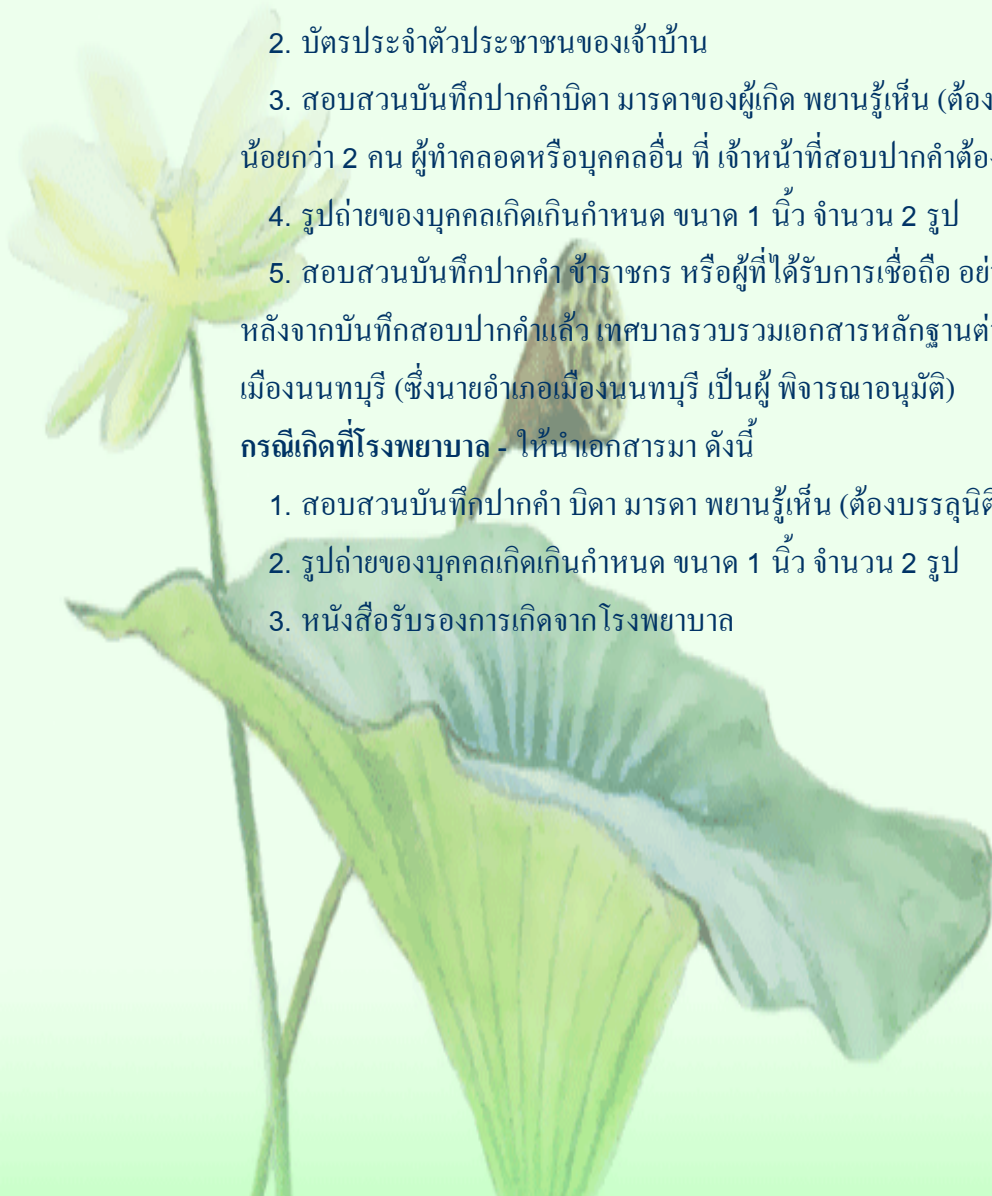 2. บัตรประจำตัวประชาชนของเจ้าบ้าน
3. สอบสวนบันทึกปากคำบิดา มารดาของผู้เกิด พยานรู้เห็น (ต้อง
น้อยกว่า 2 คน ผู้ทำคลอดหรือบุคคลอื่น ที่ เจ้าหน้าที่สอบปากคำต้อง
4. รูปถ่ายของบุคคลเกิดเกินกำหนด ขนาด 1 นิ้ว จำนวน 2 รูป
5. สอบสวนบันทึกปากคำ ข้าราชกร หรือผู้ที่ได้รับการเชื่อถือ อย่
หลังจากบันทึกสอบปากคำแล้ว เทศบาลรวบรวมเอกสารหลักฐานต่
เมืองนนทบุรี (ซึ่งนายอำเภอเมืองนนทบุรี เป็นผู้ พิจารณาอนุมัติ)
กรณีเกิดที่โรงพยาบาล - ให้นำเอกสารมา ดังนี้
1. สอบสวนบันทึกปากคำ บิดา มารดา พยานรู้เห็น (ต้องบรรลุนิติ
2. รูปถ่ายของบุคคลเกิดเกินกำหนด ขนาด 1 นิ้ว จำนวน 2 รูป
3. หนังสือรับรองการเกิดจากโรงพยาบาล